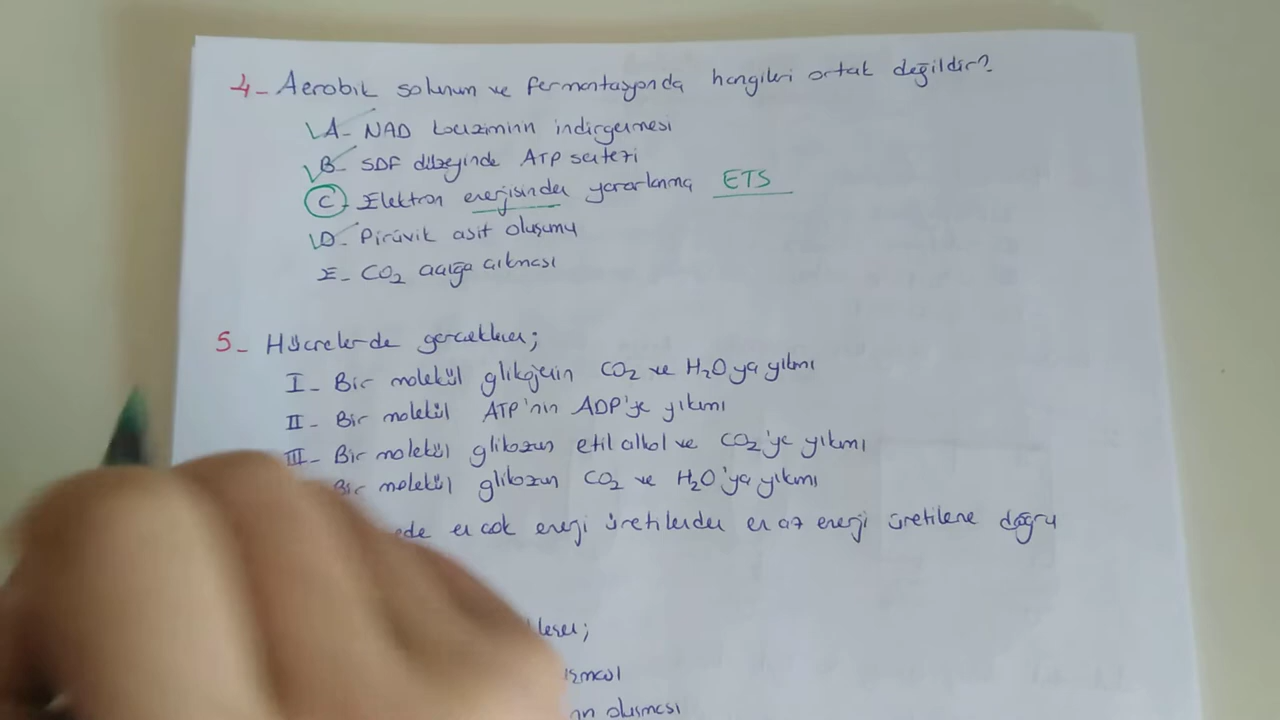 4- Aerobik solunum ve fermantasyonda hangileri ortak değildir?
A- NAD koenziminin indirgenmesi
B- SDF düzeyinde ATP sentezi
C- Elektron enerjisinden yararlanma ETS
D- Pirüvik asit oluşumu
E- CO2 açığa çıkması
5- Hücrelerde gerçekleşen;
I- Bir molekül glikojenin CO2 ve H2O ya yıkımı
II- Bir molekül ATP'nin ADP'ye yıkımı
III- Bir molekül glikozun etil alkol ve CO2'ye yıkımı
Bir molekül glikozun CO2 ve H2O'ya yıkımı
en çok enerji üretilenden en az enerji üretilene doğru